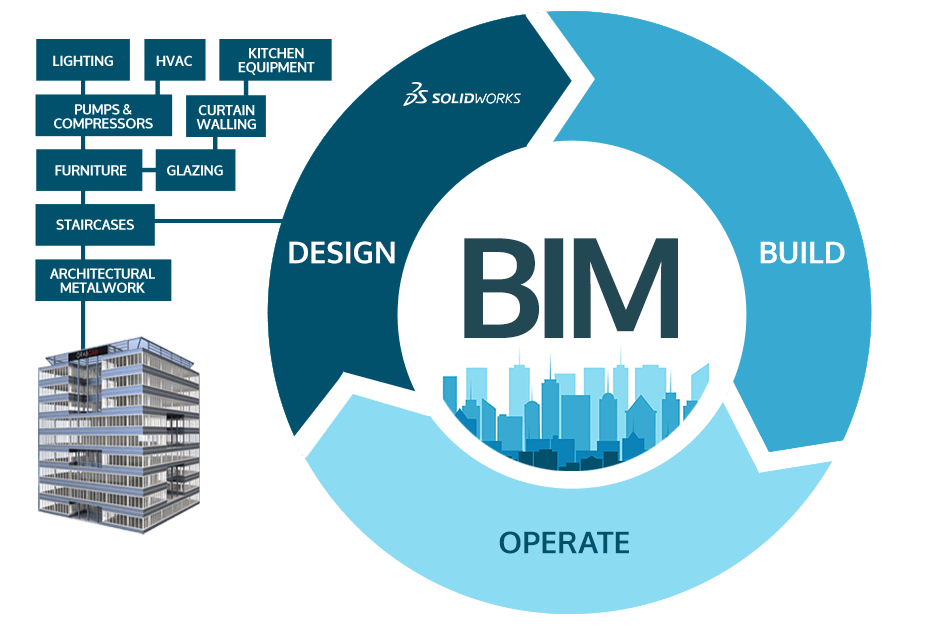 LIGHTING
HVAC
KITCHEN
EQUIPMENT
PUMPS &
COMPRESSORS
CURTAIN
WALLING
FURNITURE
GLAZING
STAIRCASES
ARCHITECTURAL
METALWORK
SOLIDWORKS
DESIGN
BIM
BUILD
OPERATE